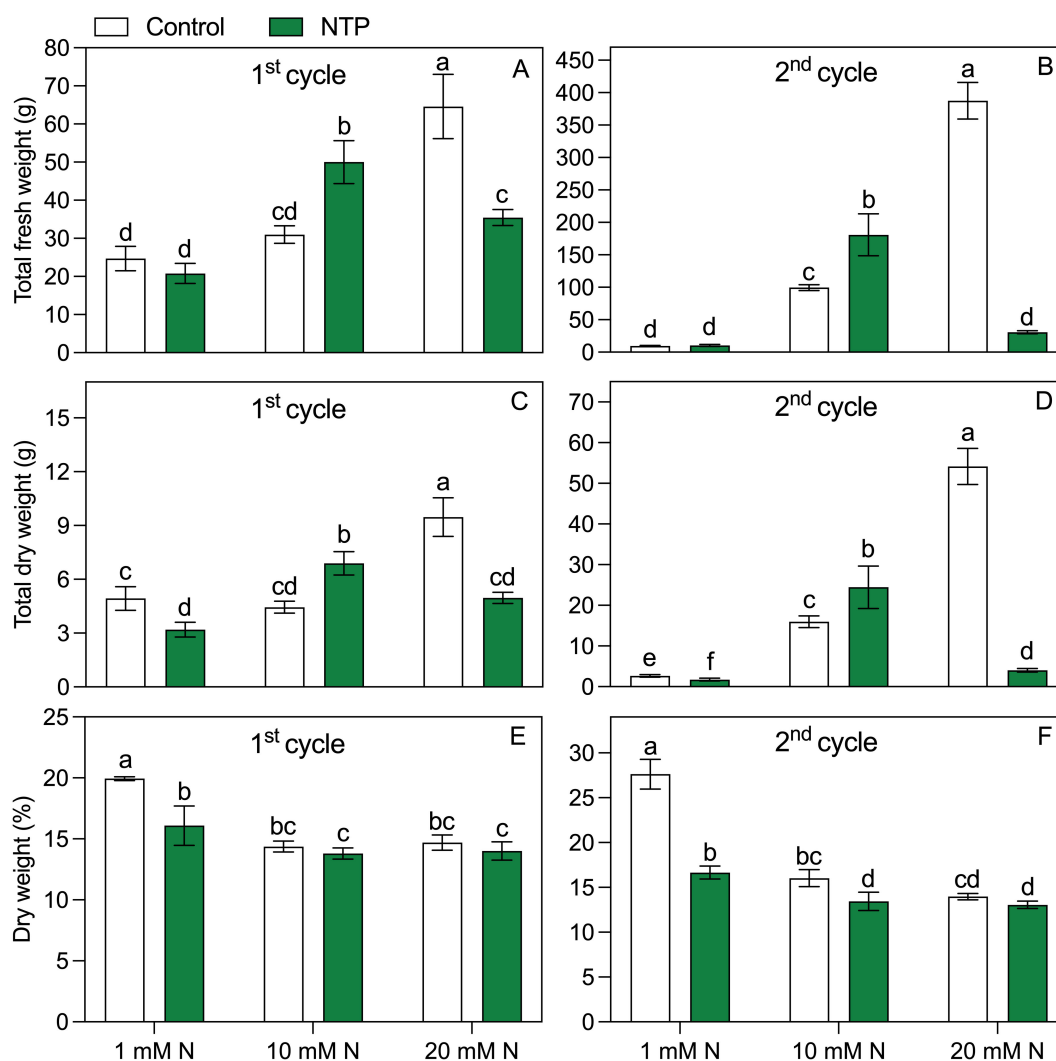 Control NTP
Total fresh weight (g)
80
70
60
50
40
30
20
10
0
1st cycle
A
d d cd b a c
450
400
350
300
250
200
150
100
50
0
2nd cycle
B
d d c b a d
Total dry weight (g)
15
12
9
6
3
0
1st cycle
C
c d cd b a cd
70
60
50
40
30
20
10
0
2nd cycle
D
e f c b a d
Dry weight (%)
25
20
15
10
5
0
1st cycle
E
a b bc c bc c
1 mM N 10 mM N 20 mM N
30
25
20
15
10
5
0
2nd cycle
F
a b bc d cd d
1 mM N 10 mM N 20 mM N